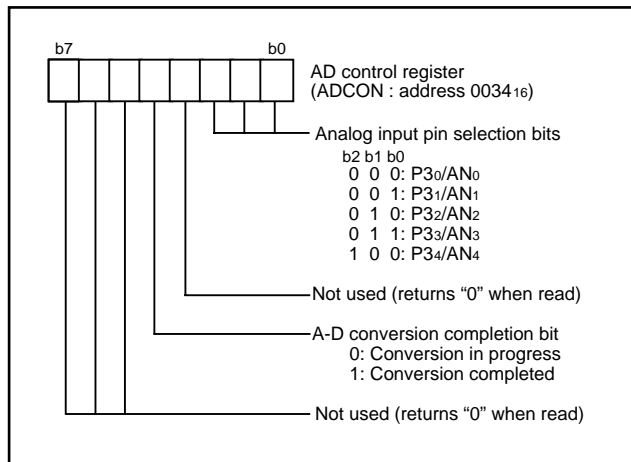 b7 b0
AD control register
(ADCON : address 003416)
Analog input pin selection bits
b2 b1 b0
0 0 0: P30/AN0
0 0 1: P31/AN1
0 1 0: P32/AN2
0 1 1: P33/AN3
1 0 0: P34/AN4
Not used (returns “0” when read)
A-D conversion completion bit
0: Conversion in progress
1: Conversion completed
Not used (returns “0” when read)